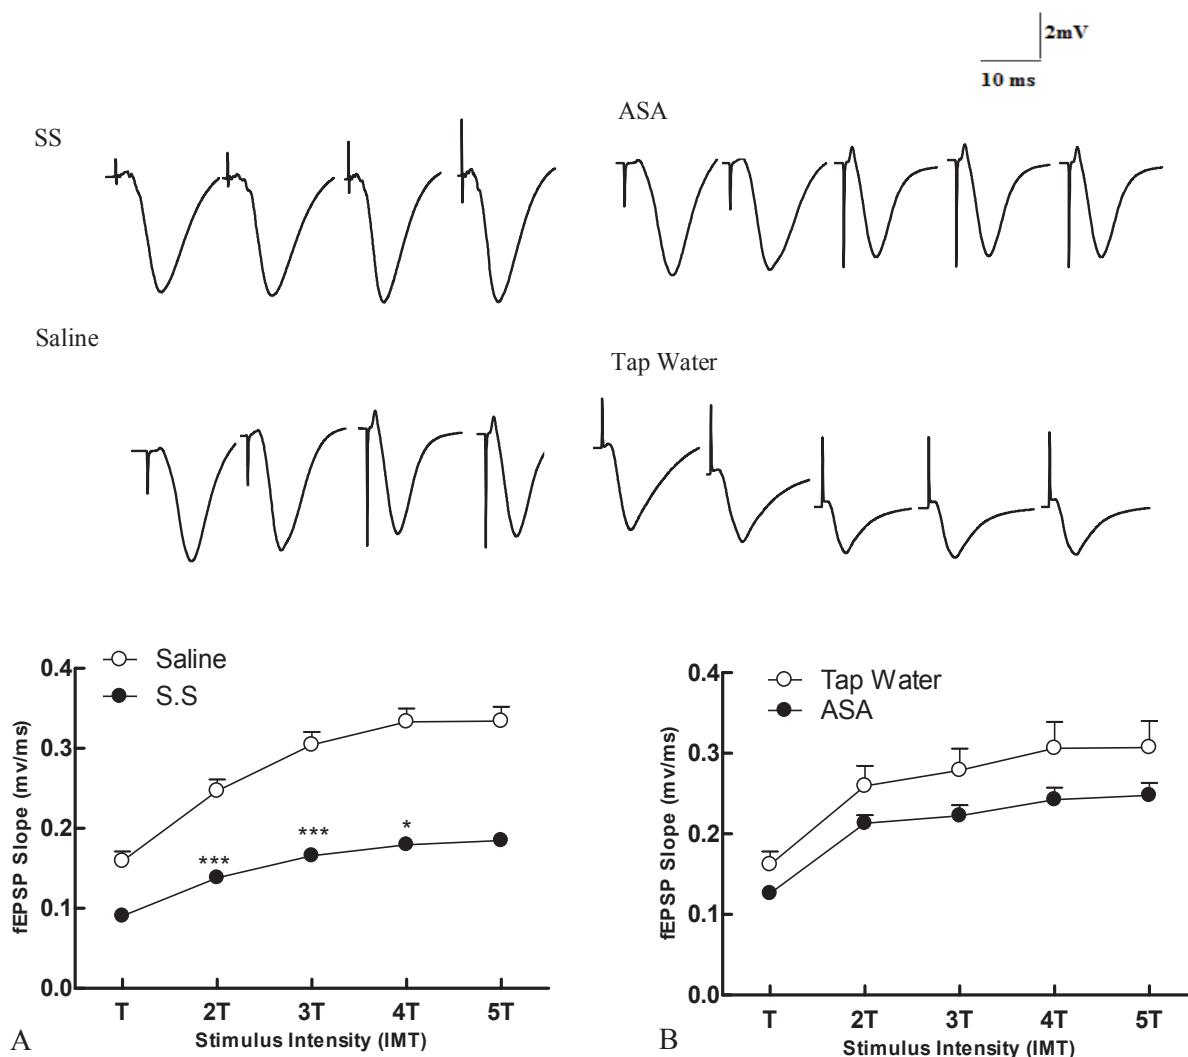 2mV
10 ms
SS
ASA
Saline
Tap Water
Saline
S.S
0.4
0.3
0.2
0.1
0.0
fEPSP Slope (mv/ms)
***
***
*
T 2T 3T 4T 5T
Stimulus Intensity (IMT)
A
Tap Water
ASA
0.4
0.3
0.2
0.1
0.0
fEPSP Slope (mv/ms)
T 2T 3T 4T 5T
Stimulus Intensity (IMT)
B